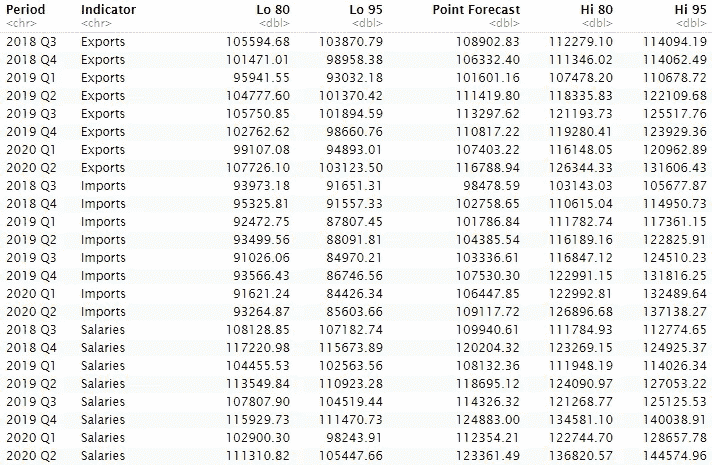 Period Indicator Lo 80 Lo 95 Point Forecast Hi 80 Hi 95
<chr> <chr> <dbl> <dbl> <dbl> <dbl> <dbl>
2018 Q3 Exports 105594.68 103870.79 108902.83 112279.10 114094.19
2018 Q4 Exports 101471.01 98958.38 106332.40 111346.02 114062.49
2019 Q1 Exports 95941.55 93032.18 101601.16 107478.20 110678.72
2019 Q2 Exports 104777.60 101370.42 111419.80 118335.83 122109.68
2019 Q3 Exports 105750.85 101894.59 113297.62 121193.73 125517.76
2019 Q4 Exports 102762.62 98660.76 110817.22 119280.41 123929.36
2020 Q1 Exports 99107.08 94893.01 107403.22 116148.05 120962.89
2020 Q2 Exports 107726.10 103123.50 116788.94 126344.33 131606.43
2018 Q3 Imports 93973.18 91651.31 98478.59 103143.03 105677.87
2018 Q4 Imports 95325.81 91557.33 102758.65 110615.04 114950.73
2019 Q1 Imports 92472.75 87807.45 101786.84 111782.74 117361.15
2019 Q2 Imports 93499.56 88091.81 104385.54 116189.16 122825.91
2019 Q3 Imports 91026.06 84970.21 103336.61 116847.12 124510.23
2019 Q4 Imports 93566.43 86746.56 107530.30 122991.15 131816.25
2020 Q1 Imports 91621.24 84426.34 106447.85 122992.81 132489.64
2020 Q2 Imports 93264.87 85603.66 109117.72 126896.68 137138.27
2018 Q3 Salaries 108128.85 107182.74 109940.61 111784.93 112774.65
2018 Q4 Salaries 117220.98 115673.89 120204.32 123269.15 124925.37
2019 Q1 Salaries 104455.53 102563.56 108132.36 111948.19 114026.34
2019 Q2 Salaries 113549.84 110923.28 118695.12 124090.97 127053.22
2019 Q3 Salaries 107807.90 104519.44 114326.32 121268.77 125125.53
2019 Q4 Salaries 115929.73 111470.73 124883.00 134581.10 140038.91
2020 Q1 Salaries 102900.30 98243.91 112354.21 122744.70 128657.78
2020 Q2 Salaries 111310.82 105447.66 123361.49 136820.57 144574.96